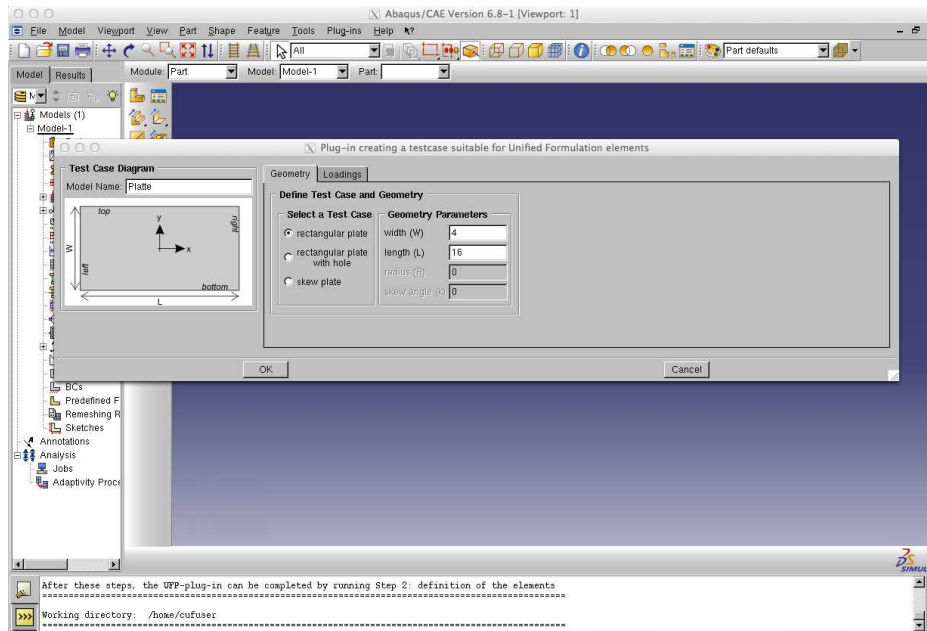 Abaqus/CAE Version 6.8-1 [Viewport: 1]
File Model Viewport View Part Shape Feature Tools Plug-ins Help
All Part defaults
Model Results Module: Part Model: Model-1 Part:
Models (1)
Model-1
Plug-in creating a testcase suitable for Unified Formulation elements
Test Case Diagram
Model Name: Platte
top
right
y
x
W
left
bottom
L
Geometry Loadings
Define Test Case and Geometry
Select a Test Case
rectangular plate
rectangular plate
with hole
skew plate
Geometry Parameters
width (W) 4
length (L) 16
radius (R) 0
skew angle (k) 0
OK Cancel
BCs
Predefined F
Remeshing R
Sketches
Annotations
Analysis
Jobs
Adaptivity Proce
SIMUL
After these steps, the UFP-plug-in can be completed by running Step 2: definition of the elements
Working directory: /home/cufuser